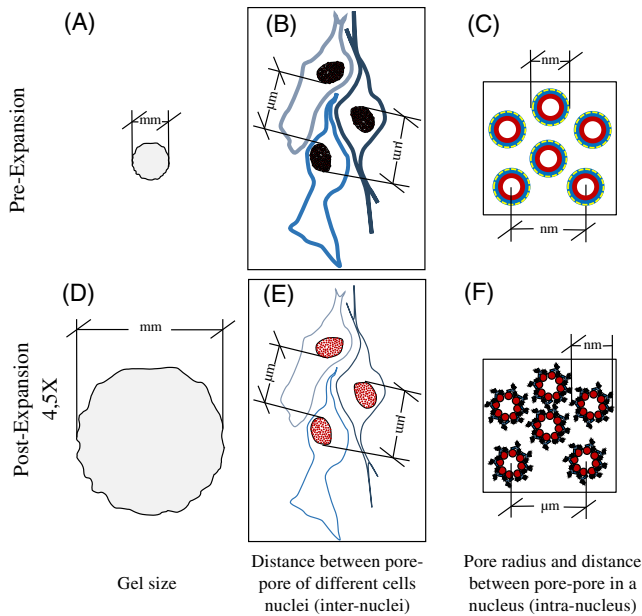 (A)
(B)
(C)
Pre-Expansion
mm
µm
µm
nm
nm
(D)
(E)
(F)
Post-Expansion
4,5X
mm
µm
µm
nm
µm
Gel size
Distance between pore-
pore of different cells
nuclei (inter-nuclei)
Pore radius and distance
between pore-pore in a
nucleus (intra-nucleus)